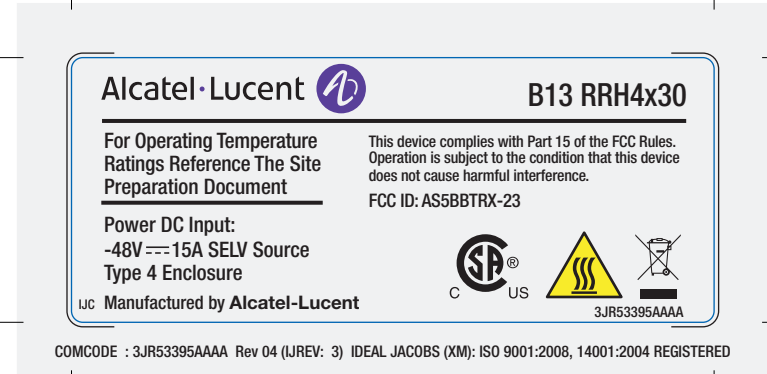 Alcatel·Lucent
B13 RRH4x30
For Operating Temperature
Ratings Reference The Site
Preparation Document
Power DC Input:
-48V ⎓ 15A SELV Source
Type 4 Enclosure
IJC Manufactured by Alcatel-Lucent
This device complies with Part 15 of the FCC Rules.
Operation is subject to the condition that this device
does not cause harmful interference.
FCC ID: AS5BBTRX-23
SA ®
C US
3JR53395AAAA
COMCODE : 3JR53395AAAA Rev 04 (IJREV: 3) IDEAL JACOBS (XM): ISO 9001:2008, 14001:2004 REGISTERED